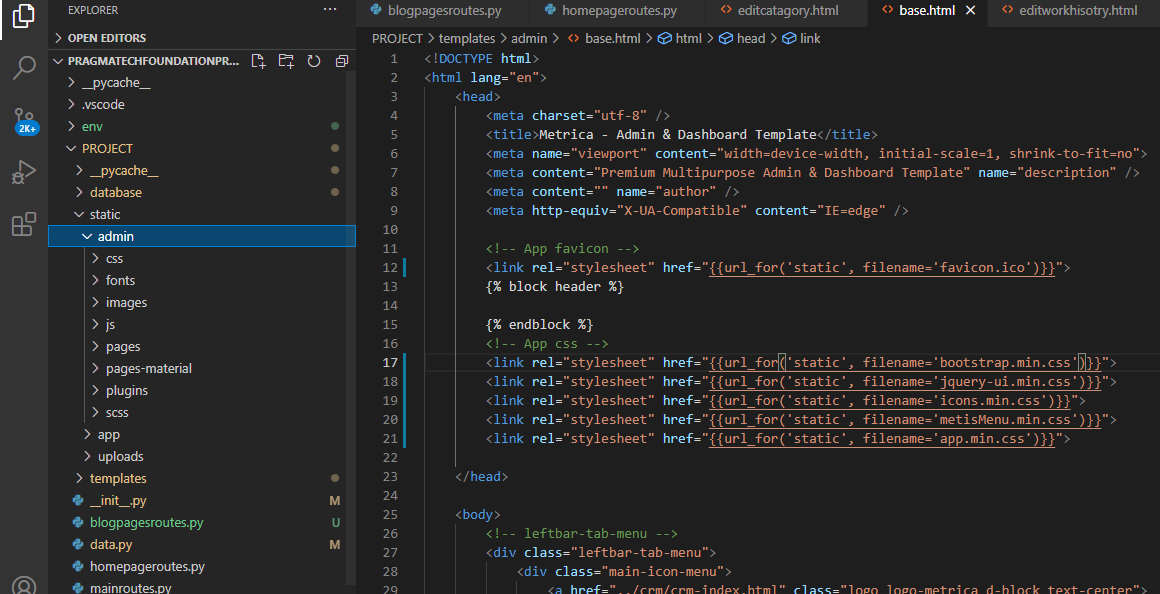 EXPLORER
OPEN EDITORS
PRAGMATECHFOUNDATIONPR...
__pycache__
.vscode
env
PROJECT
__pycache__
database
static
admin
css
fonts
images
js
pages
pages-material
plugins
scss
app
uploads
templates
__init__.py M
blogpagesroutes.py U
data.py M
homepageroutes.py
mainroutes.py
2K+
blogpagesroutes.py homepageroutes.py editcatagory.html base.html editworkhisotry.html
PROJECT > templates > admin > base.html > html > head > link
1 <!DOCTYPE html>
2 <html lang="en">
3 <head>
4 <meta charset="utf-8" />
5 <title>Metrica - Admin & Dashboard Template</title>
6 <meta name="viewport" content="width=device-width, initial-scale=1, shrink-to-fit=no">
7 <meta content="Premium Multipurpose Admin & Dashboard Template" name="description" />
8 <meta content="" name="author" />
9 <meta http-equiv="X-UA-Compatible" content="IE=edge" />
10
11 <!-- App favicon -->
12 <link rel="stylesheet" href="{{url_for('static', filename='favicon.ico')}}">
13 {% block header %}
14
15 {% endblock %}
16 <!-- App css -->
17 <link rel="stylesheet" href="{{url_for('static', filename='bootstrap.min.css')}}">
18 <link rel="stylesheet" href="{{url_for('static', filename='jquery-ui.min.css')}}">
19 <link rel="stylesheet" href="{{url_for('static', filename='icons.min.css')}}">
20 <link rel="stylesheet" href="{{url_for('static', filename='metisMenu.min.css')}}">
21 <link rel="stylesheet" href="{{url_for('static', filename='app.min.css')}}">
22
23 </head>
24
25 <body>
26 <!-- leftbar-tab-menu -->
27 <div class="leftbar-tab-menu">
28 <div class="main-icon-menu">
29 <a href="../crm/crm-index.html" class="logo logo-metrica d-block text-center">